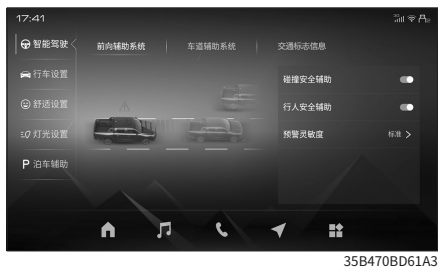 17:41
智能驾驶
前向辅助系统
车道辅助系统
交通标志信息
行车设置
碰撞安全辅助
舒适设置
行人安全辅助
灯光设置
预警灵敏度
标准
P 泊车辅助
35B470BD61A3